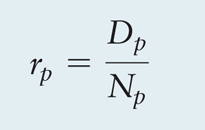 r_p = D_p / N_p